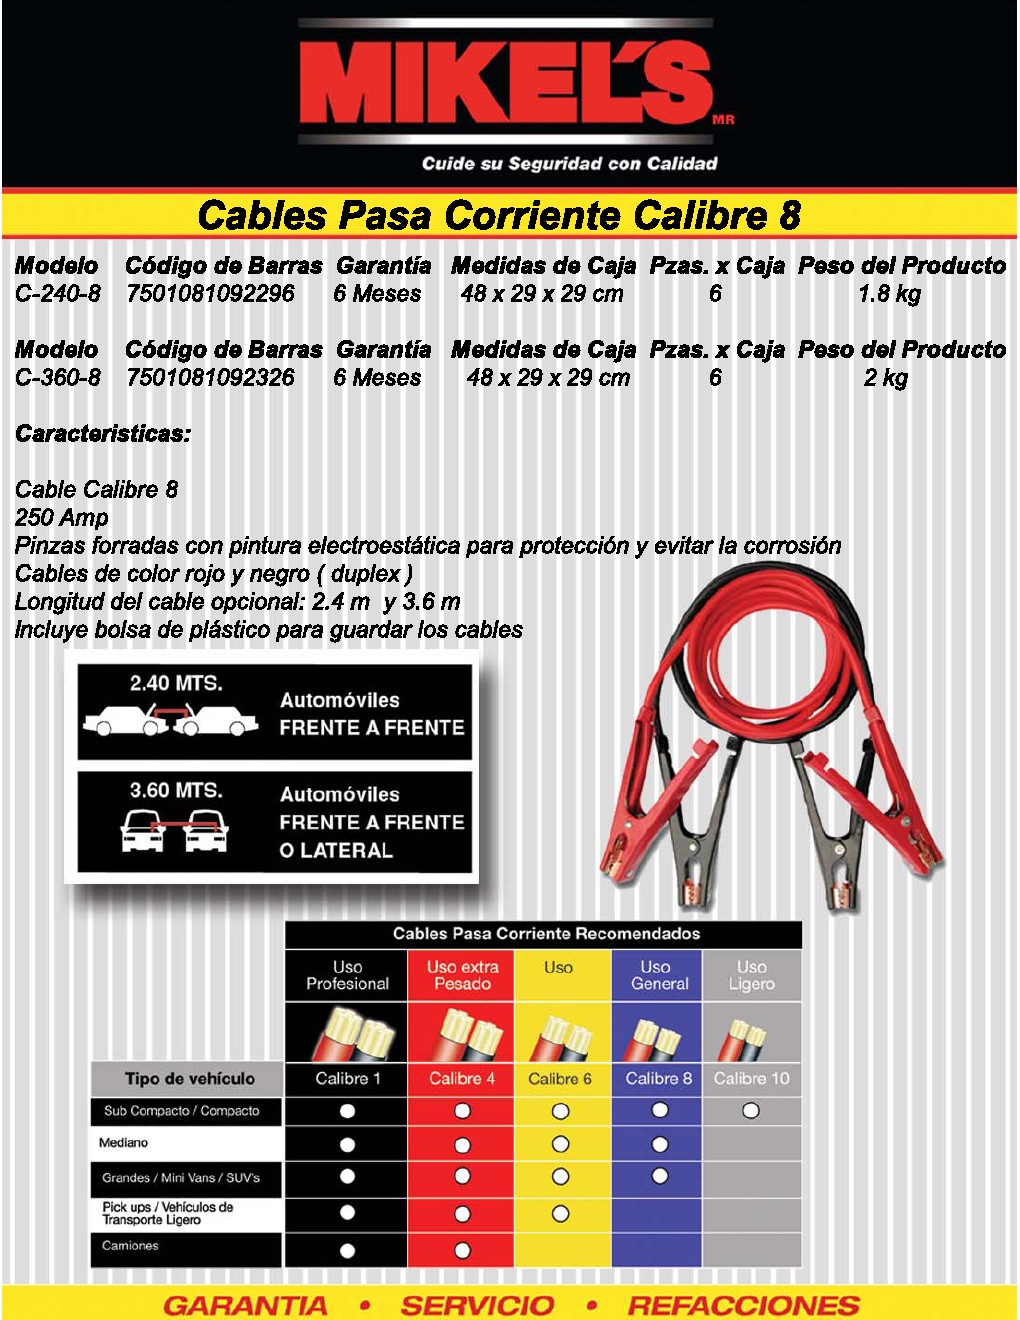 MIKEL'S MR
Cuide su Seguridad con Calidad
Cables Pasa Corriente Calibre 8
Modelo Código de Barras Garantía Medidas de Caja Pzas. x Caja Peso del Producto
C-240-8 7501081092296 6 Meses 48 x 29 x 29 cm 6 1.8 kg
Modelo Código de Barras Garantía Medidas de Caja Pzas. x Caja Peso del Producto
C-360-8 7501081092326 6 Meses 48 x 29 x 29 cm 6 2 kg
Caracteristicas:
Cable Calibre 8
250 Amp
Pinzas forradas con pintura electroestática para protección y evitar la corrosión
Cables de color rojo y negro ( duplex )
Longitud del cable opcional: 2.4 m y 3.6 m
Incluye bolsa de plástico para guardar los cables
2.40 MTS.
Automóviles
FRENTE A FRENTE
3.60 MTS.
Automóviles
FRENTE A FRENTE
O LATERAL
Cables Pasa Corriente Recomendados
Uso Profesional
Uso extra Pesado
Uso
Uso General
Uso Ligero
Tipo de vehículo Calibre 1 Calibre 4 Calibre 6 Calibre 8 Calibre 10
Sub Compacto / Compacto
Mediano
Grandes / Mini Vans / SUV's
Pick ups / Vehículos de
Transporte Ligero
Camiones
GARANTIA • SERVICIO • REFACCIONES